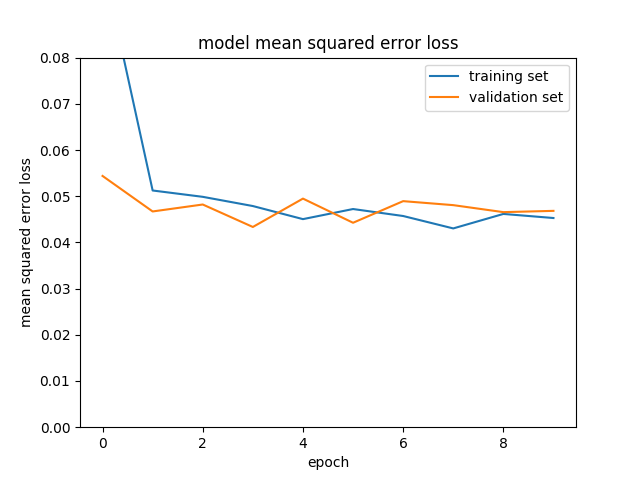 model mean squared error loss
training set
validation set
0.08
0.07
0.06
0.05
0.04
0.03
0.02
0.01
0.00
mean squared error loss
0 2 4 6 8
epoch